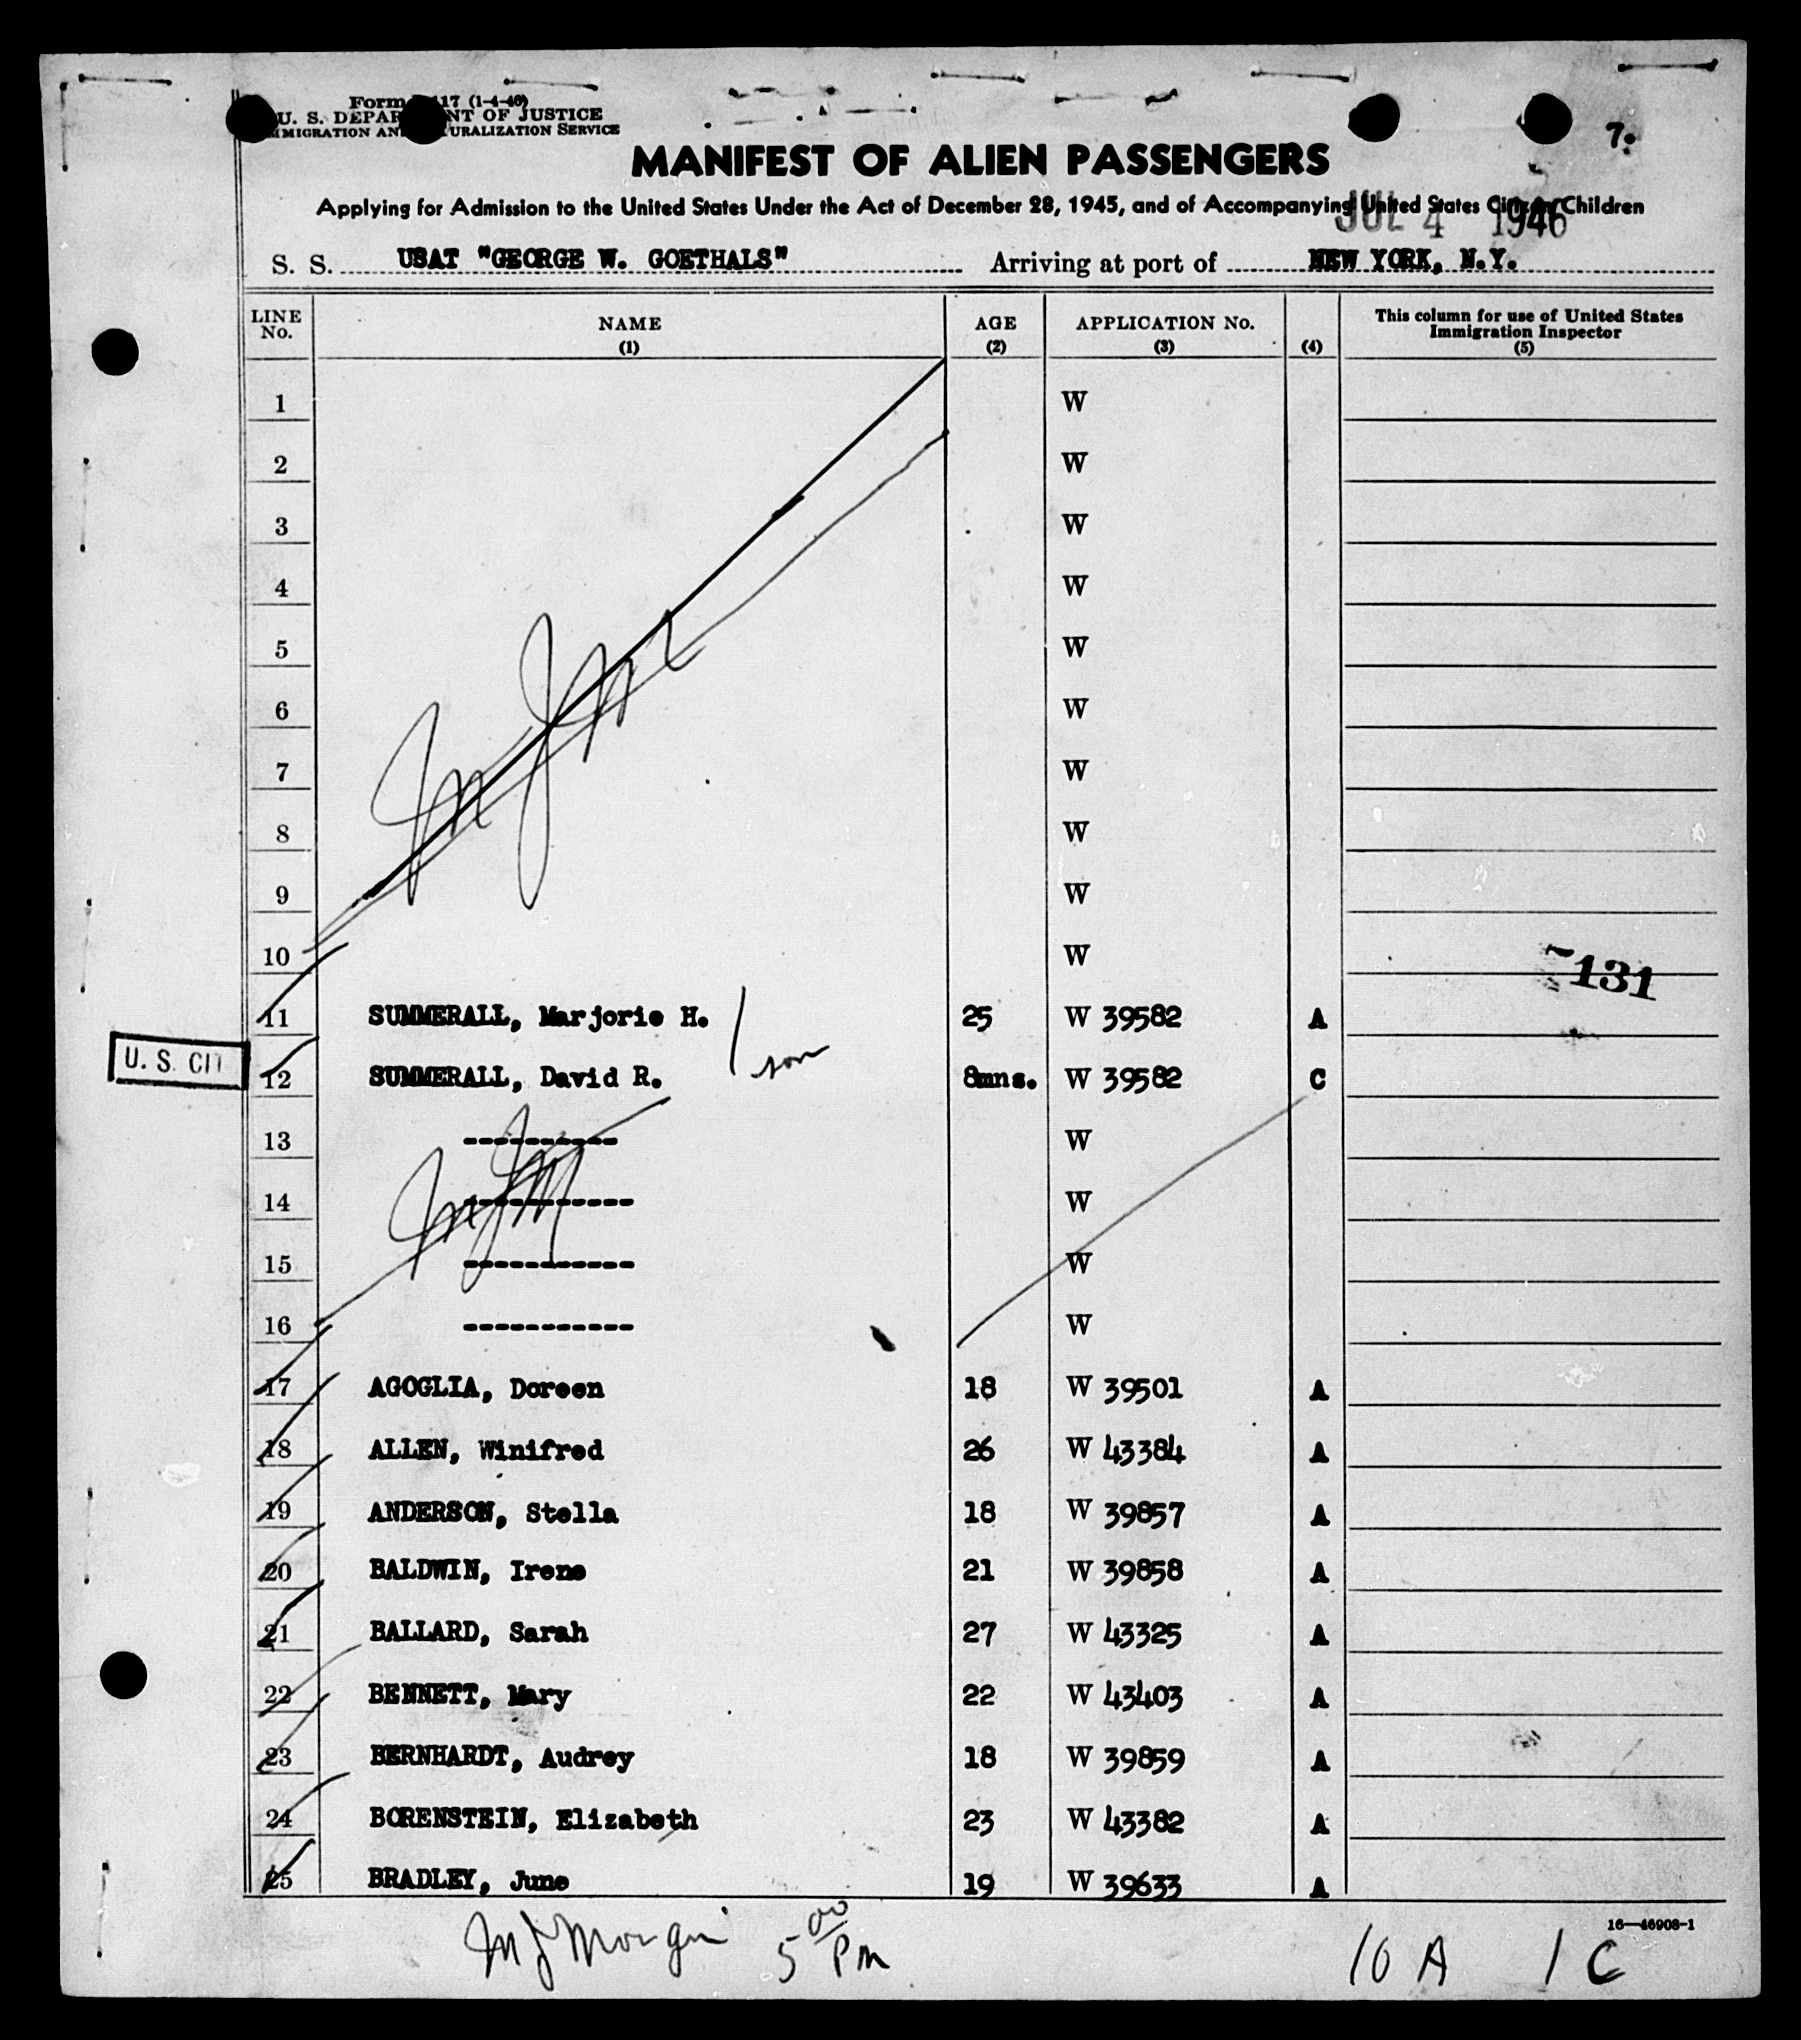 Form 117 (1-4-46)
U. S. DEPARTMENT OF JUSTICE
IMMIGRATION AND NATURALIZATION SERVICE
7.
MANIFEST OF ALIEN PASSENGERS
Applying for Admission to the United States Under the Act of December 28, 1945, and of Accompanying United States Citizen Children
JUL 4 1946
S. S. USAT "GEORGE W. GOETHALS" Arriving at port of NEW YORK, N.Y.
LINE No. NAME (1) AGE (2) APPLICATION No. (3) (4) This column for use of United States Immigration Inspector (5)
1 W
2 W
3 W
4 W
5 W
6 W
7 W
8 W
9 W
10 W
131
11 SUMMERALL, Marjorie H. 25 W 39582 A
U. S. CIT 12 SUMMERALL, David R. son 8mns. W 39582 C
13 ----------- W
14 ----------- W
15 ----------- W
16 ----------- W
17 AGOGLIA, Doreen 18 W 39501 A
18 ALLEN, Winifred 26 W 43384 A
19 ANDERSON, Stella 18 W 39857 A
20 BALDWIN, Irene 21 W 39858 A
21 BALLARD, Sarah 27 W 43325 A
22 BENNETT, Mary 22 W 43403 A
23 BERNHARDT, Audrey 18 W 39859 A
24 BORENSTEIN, Elizabeth 23 W 43382 A
25 BRADLEY, June 19 W 39633 A
16—46908-1
5 00 PM 10 A 1 C